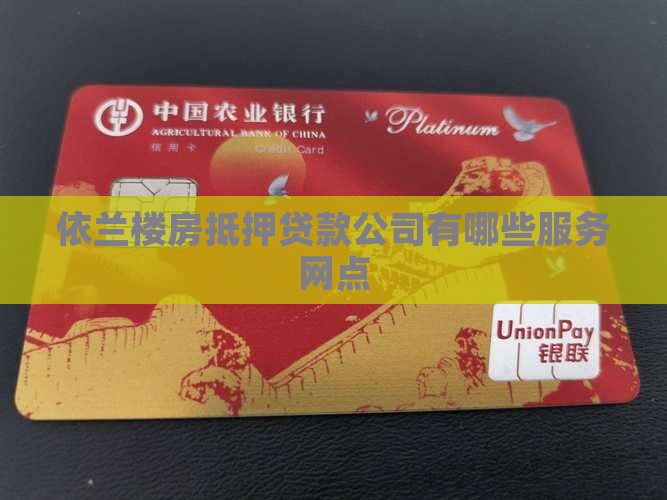 中国农业银行
AGRICULTURAL BANK OF CHINA
信用卡 Credit Card
Platinum
依兰楼房抵押贷款公司有哪些服务
网点
UnionPay
银联